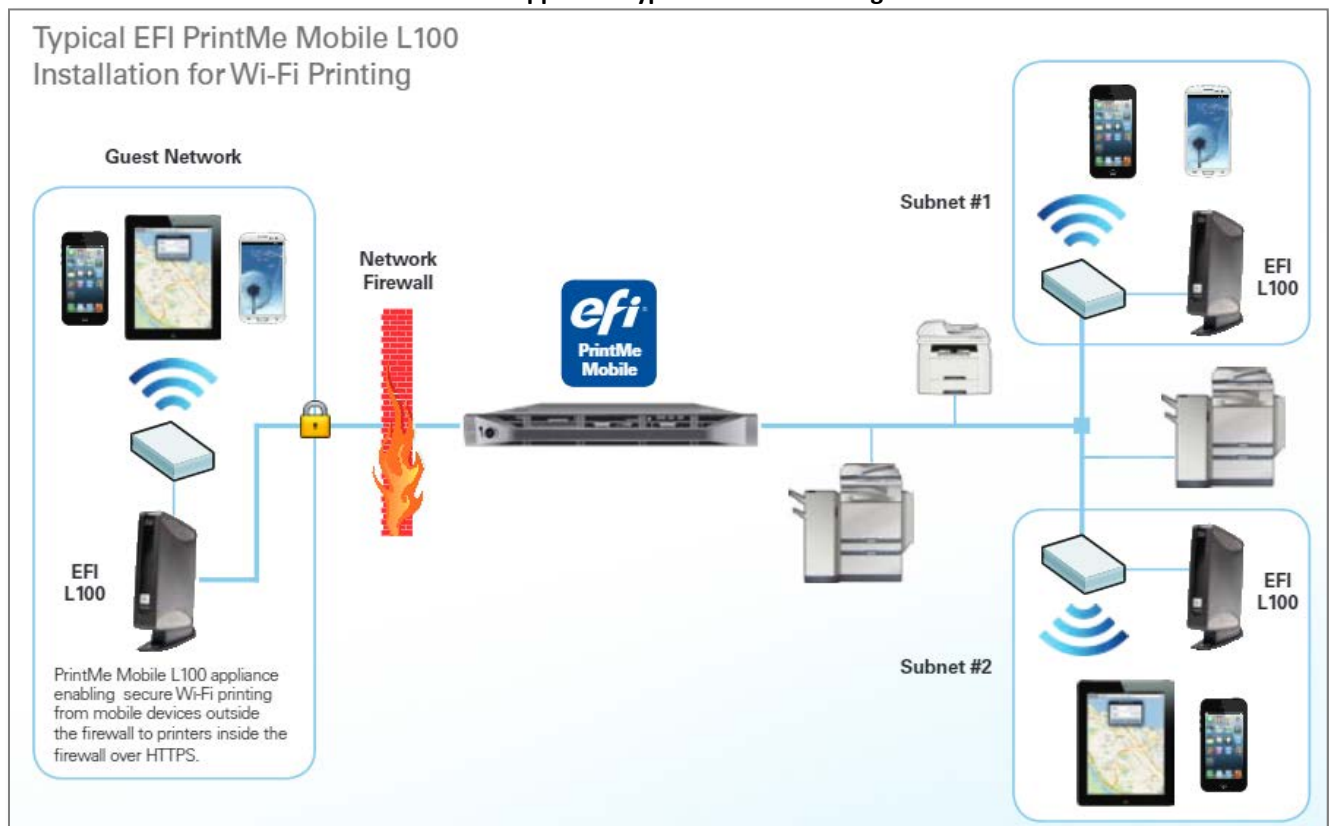 Typical EFI PrintMe Mobile L100
Installation for Wi-Fi Printing
Guest Network
Network
Firewall
efi
PrintMe
Mobile
Subnet #1
EFI
L100
EFI
L100
EFI
L100
Subnet #2
PrintMe Mobile L100 appliance
enabling secure Wi-Fi printing
from mobile devices outside
the firewall to printers inside the
firewall over HTTPS.